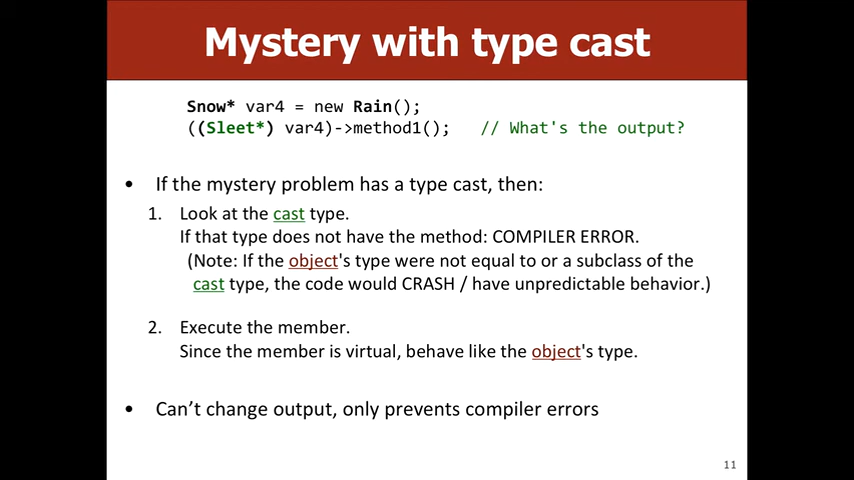 Mystery with type cast
Snow* var4 = new Rain();
((Sleet*) var4)->method1();   // What's the output?
• If the mystery problem has a type cast, then:
1. Look at the cast type.
If that type does not have the method: COMPILER ERROR.
(Note: If the object's type were not equal to or a subclass of the
cast type, the code would CRASH / have unpredictable behavior.)
2. Execute the member.
Since the member is virtual, behave like the object's type.
• Can’t change output, only prevents compiler errors
11